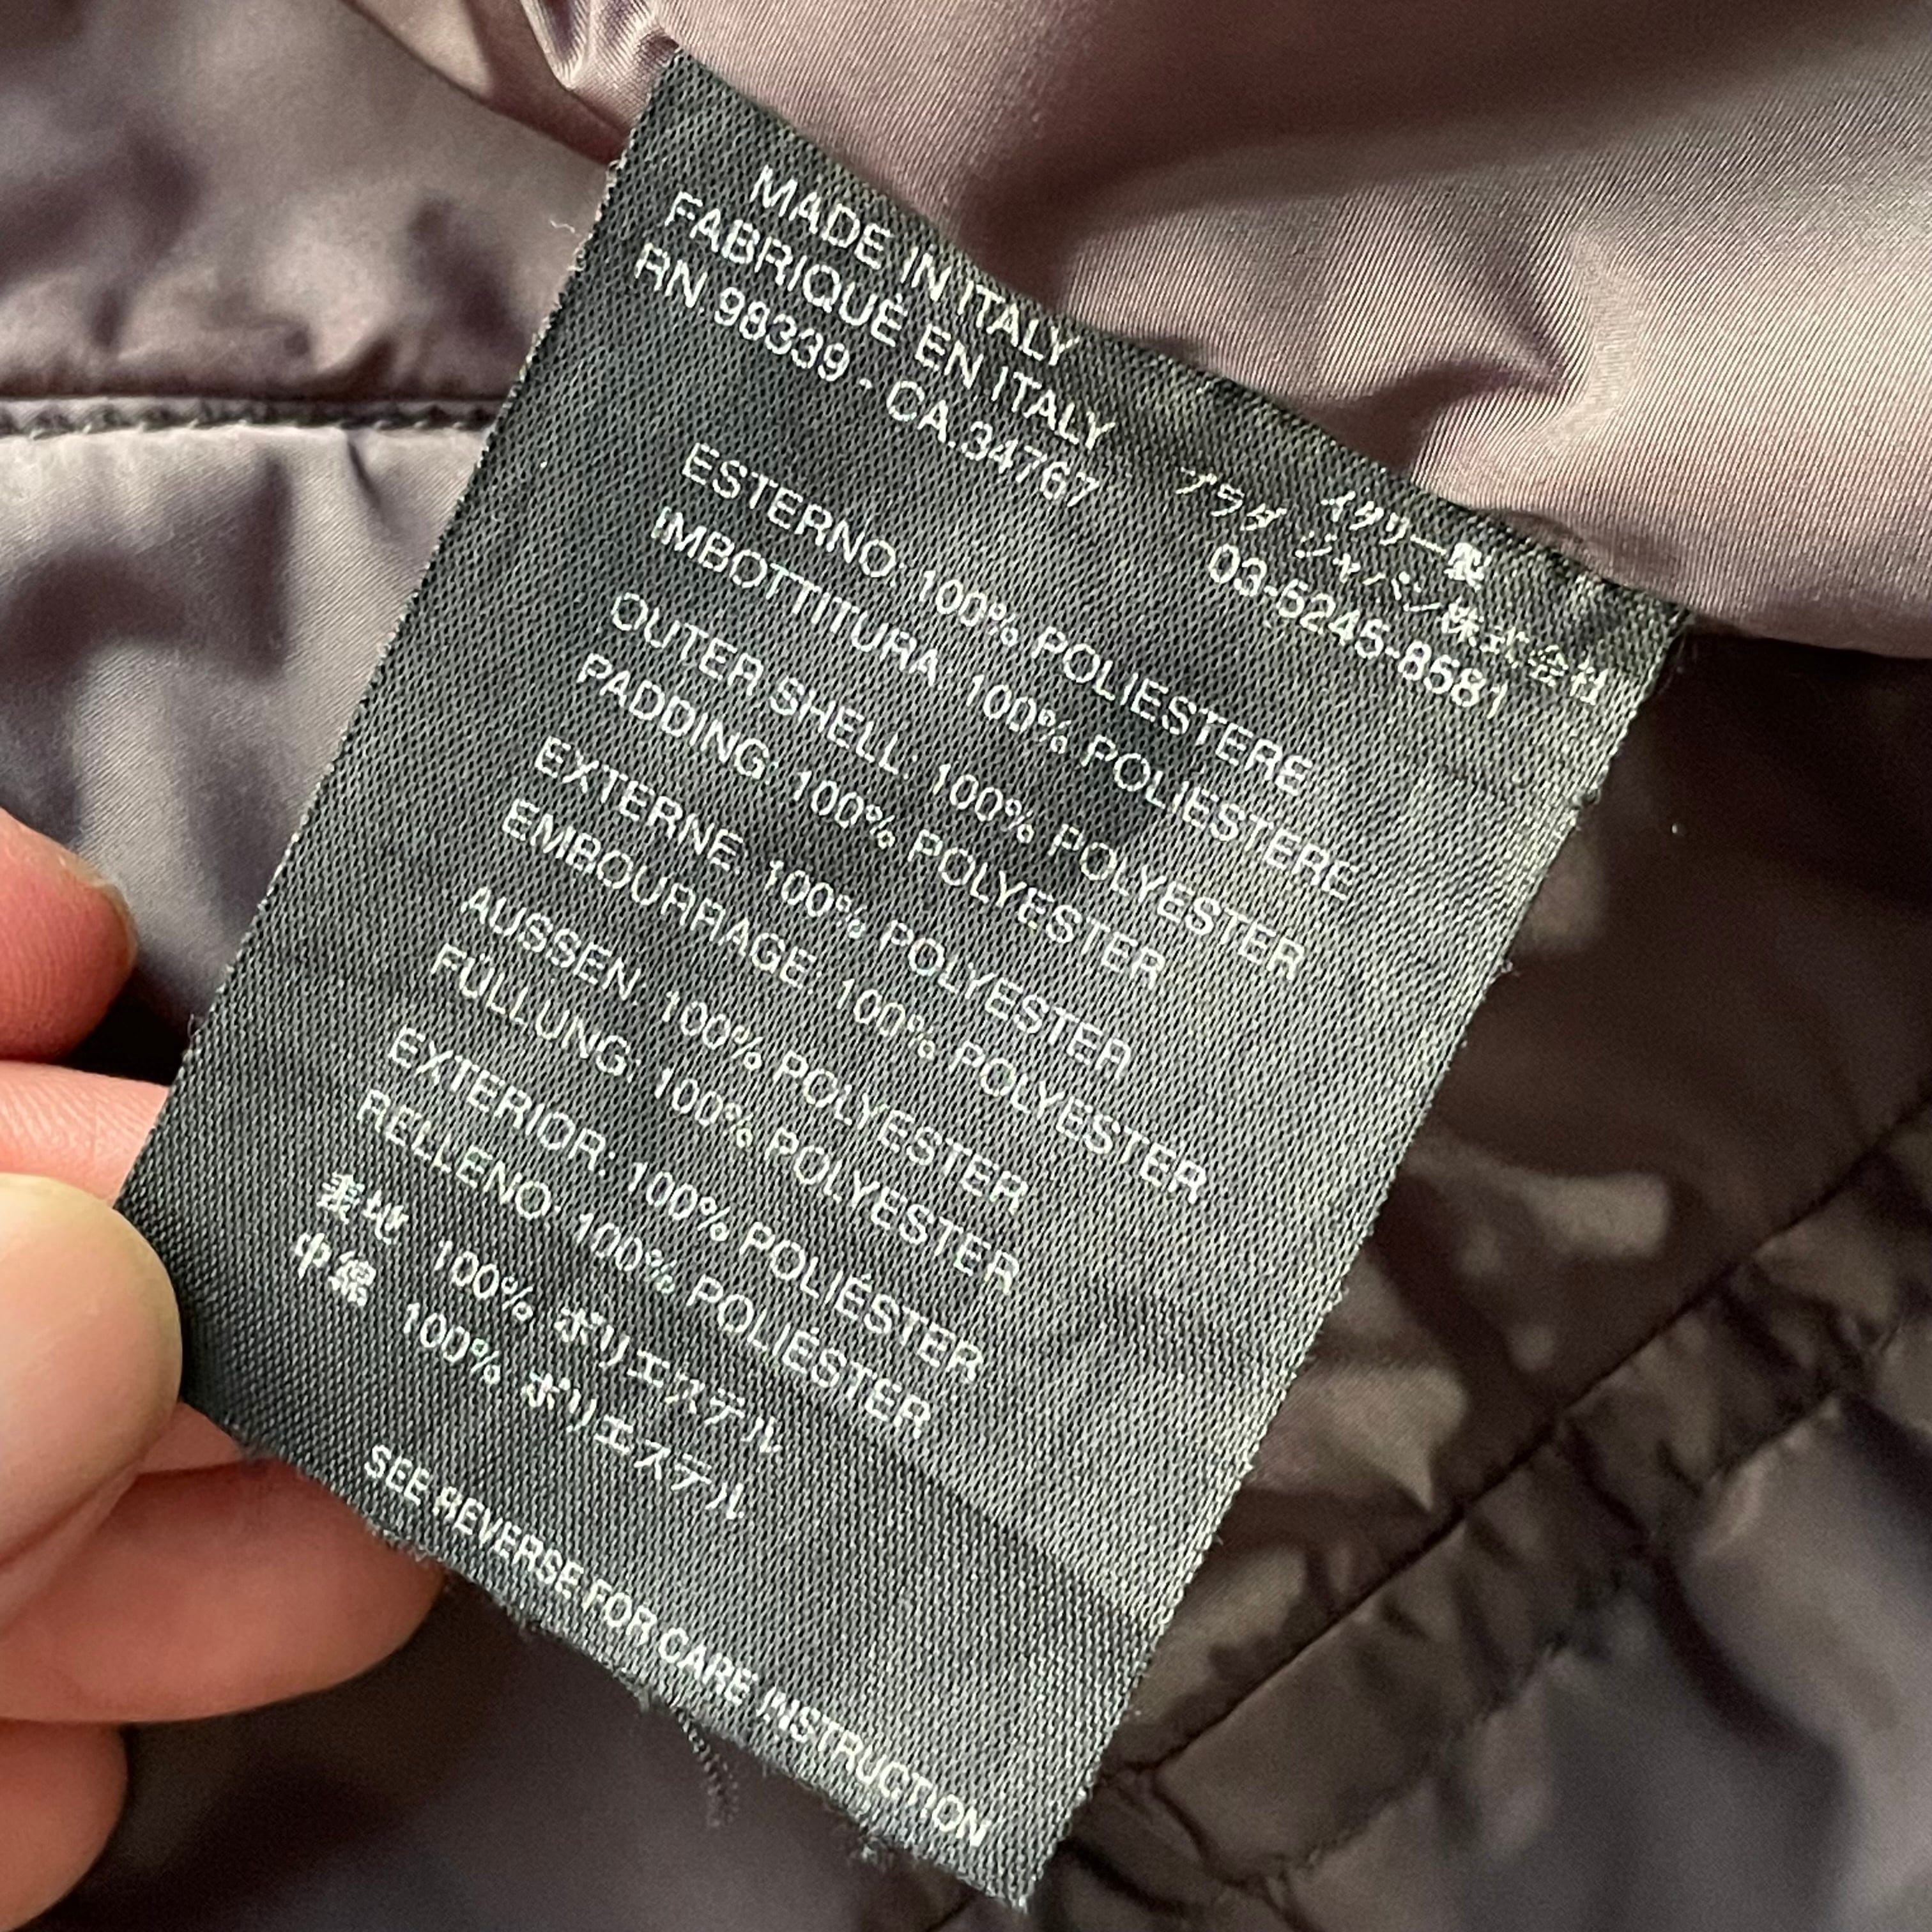 MADE IN ITALY
FABRIQUÉ EN ITALY
RN 98339 - CA.34767
イタリー製
プラダ ジャパン株式会社
03-5245-8581
ESTERNO: 100% POLIESTERE
IMBOTTITURA: 100% POLIESTERE
OUTER SHELL: 100% POLYESTER
PADDING: 100% POLYESTER
EXTERNE: 100% POLYESTER
EMBOURRAGE: 100% POLYESTER
AUSSEN: 100% POLYESTER
FÜLLUNG: 100% POLYESTER
EXTERIOR: 100% POLIÉSTER
RELLENO: 100% POLIÉSTER
表地 100% ポリエステル
中綿 100% ポリエステル
SEE REVERSE FOR CARE INSTRUCTION